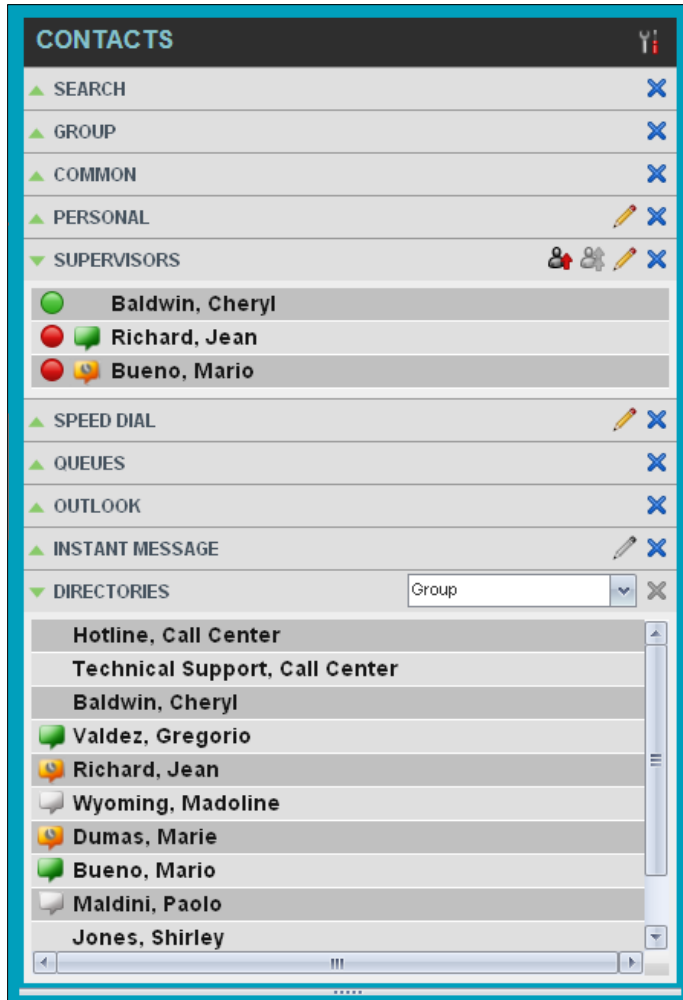 CONTACTS
SEARCH
GROUP
COMMON
PERSONAL
SUPERVISORS
Baldwin, Cheryl
Richard, Jean
Bueno, Mario
SPEED DIAL
QUEUES
OUTLOOK
INSTANT MESSAGE
DIRECTORIES Group
Hotline, Call Center
Technical Support, Call Center
Baldwin, Cheryl
Valdez, Gregorio
Richard, Jean
Wyoming, Madoline
Dumas, Marie
Bueno, Mario
Maldini, Paolo
Jones, Shirley